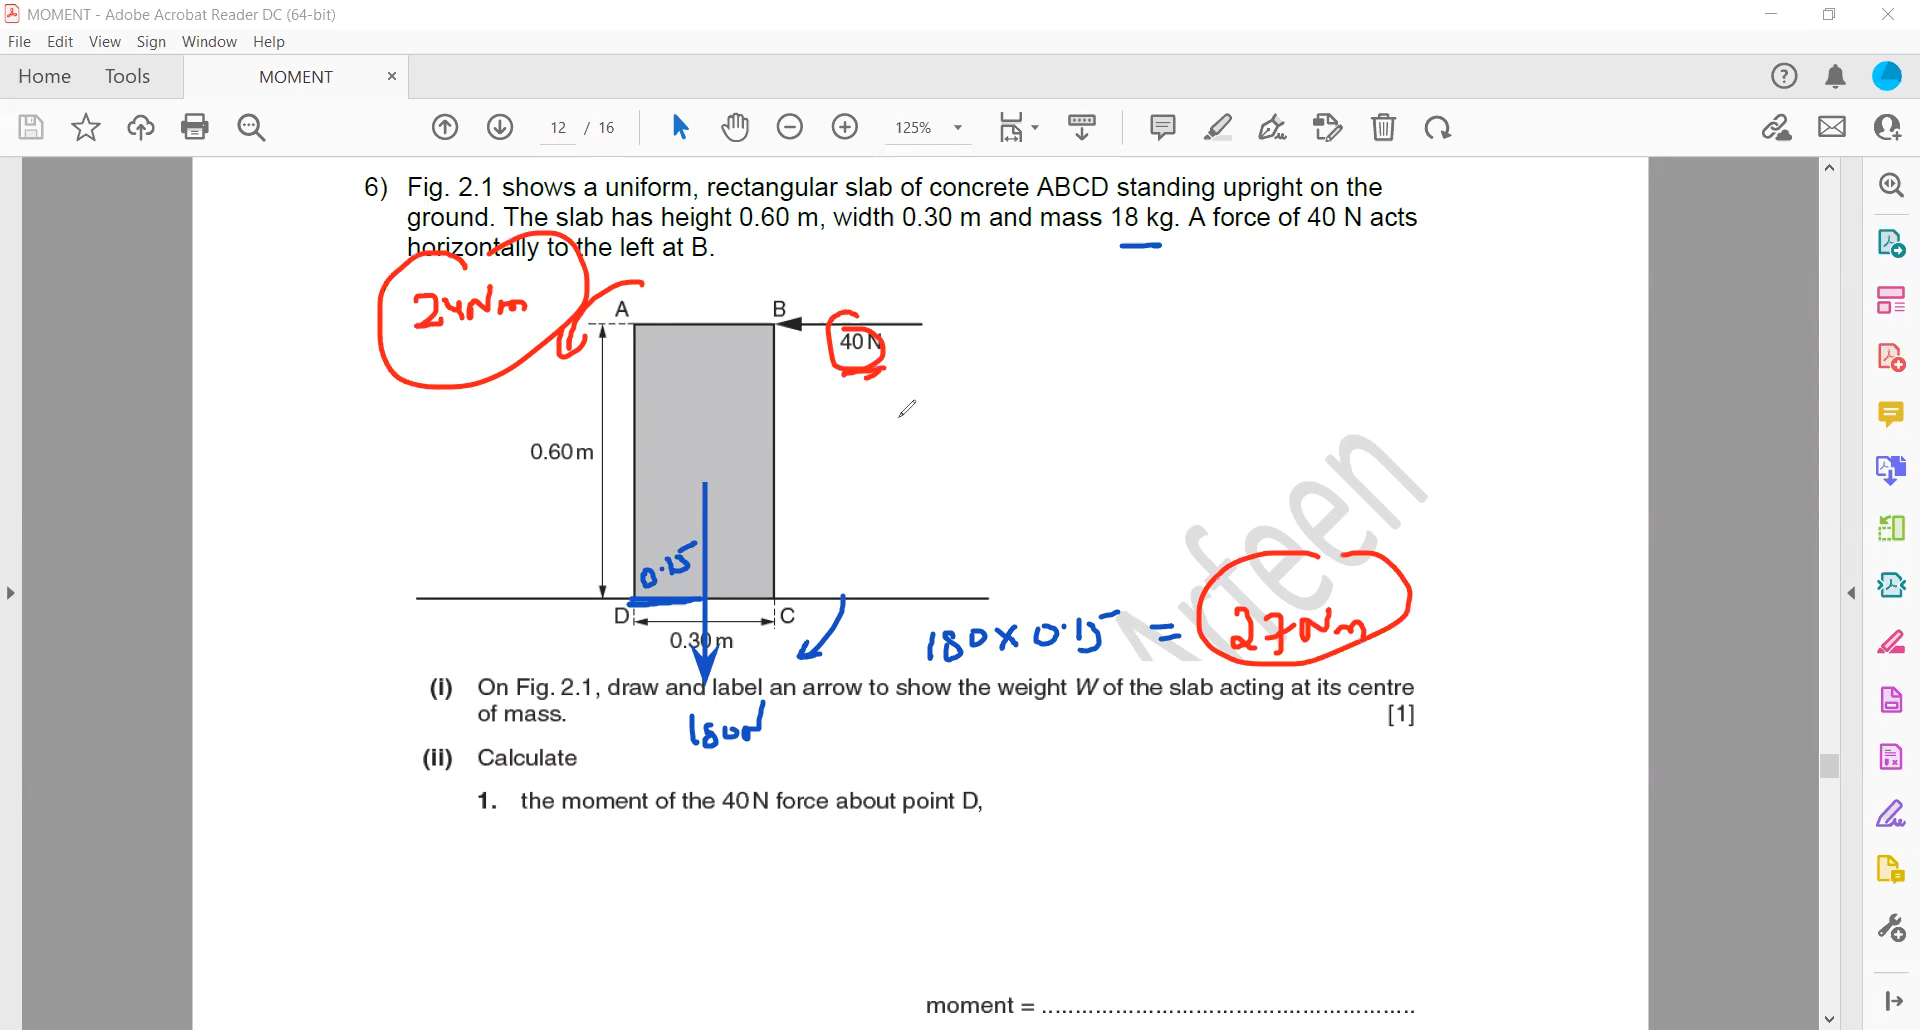 MOMENT - Adobe Acrobat Reader DC (64-bit)
File Edit View Sign Window Help
Home Tools MOMENT ×
12 / 16 125%
6) Fig. 2.1 shows a uniform, rectangular slab of concrete ABCD standing upright on the
ground. The slab has height 0.60 m, width 0.30 m and mass 18 kg. A force of 40 N acts
horizontally to the left at B.
24Nm
A B
40 N
0.60 m
0.15
D C
0.30 m
180 × 0.15 = 27Nm
Arfeen
(i) On Fig. 2.1, draw and label an arrow to show the weight W of the slab acting at its centre
of mass. [1]
180N
(ii) Calculate
1. the moment of the 40 N force about point D,
moment = ........................................................